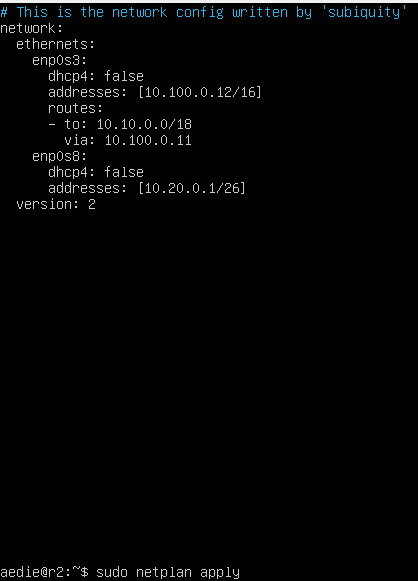 # This is the network config written by 'subiquity'
network:
  ethernets:
    enp0s3:
      dhcp4: false
      addresses: [10.100.0.12/16]
      routes:
      - to: 10.10.0.0/18
        via: 10.100.0.11
    enp0s8:
      dhcp4: false
      addresses: [10.20.0.1/26]
  version: 2
aedie@r2:~$ sudo netplan apply